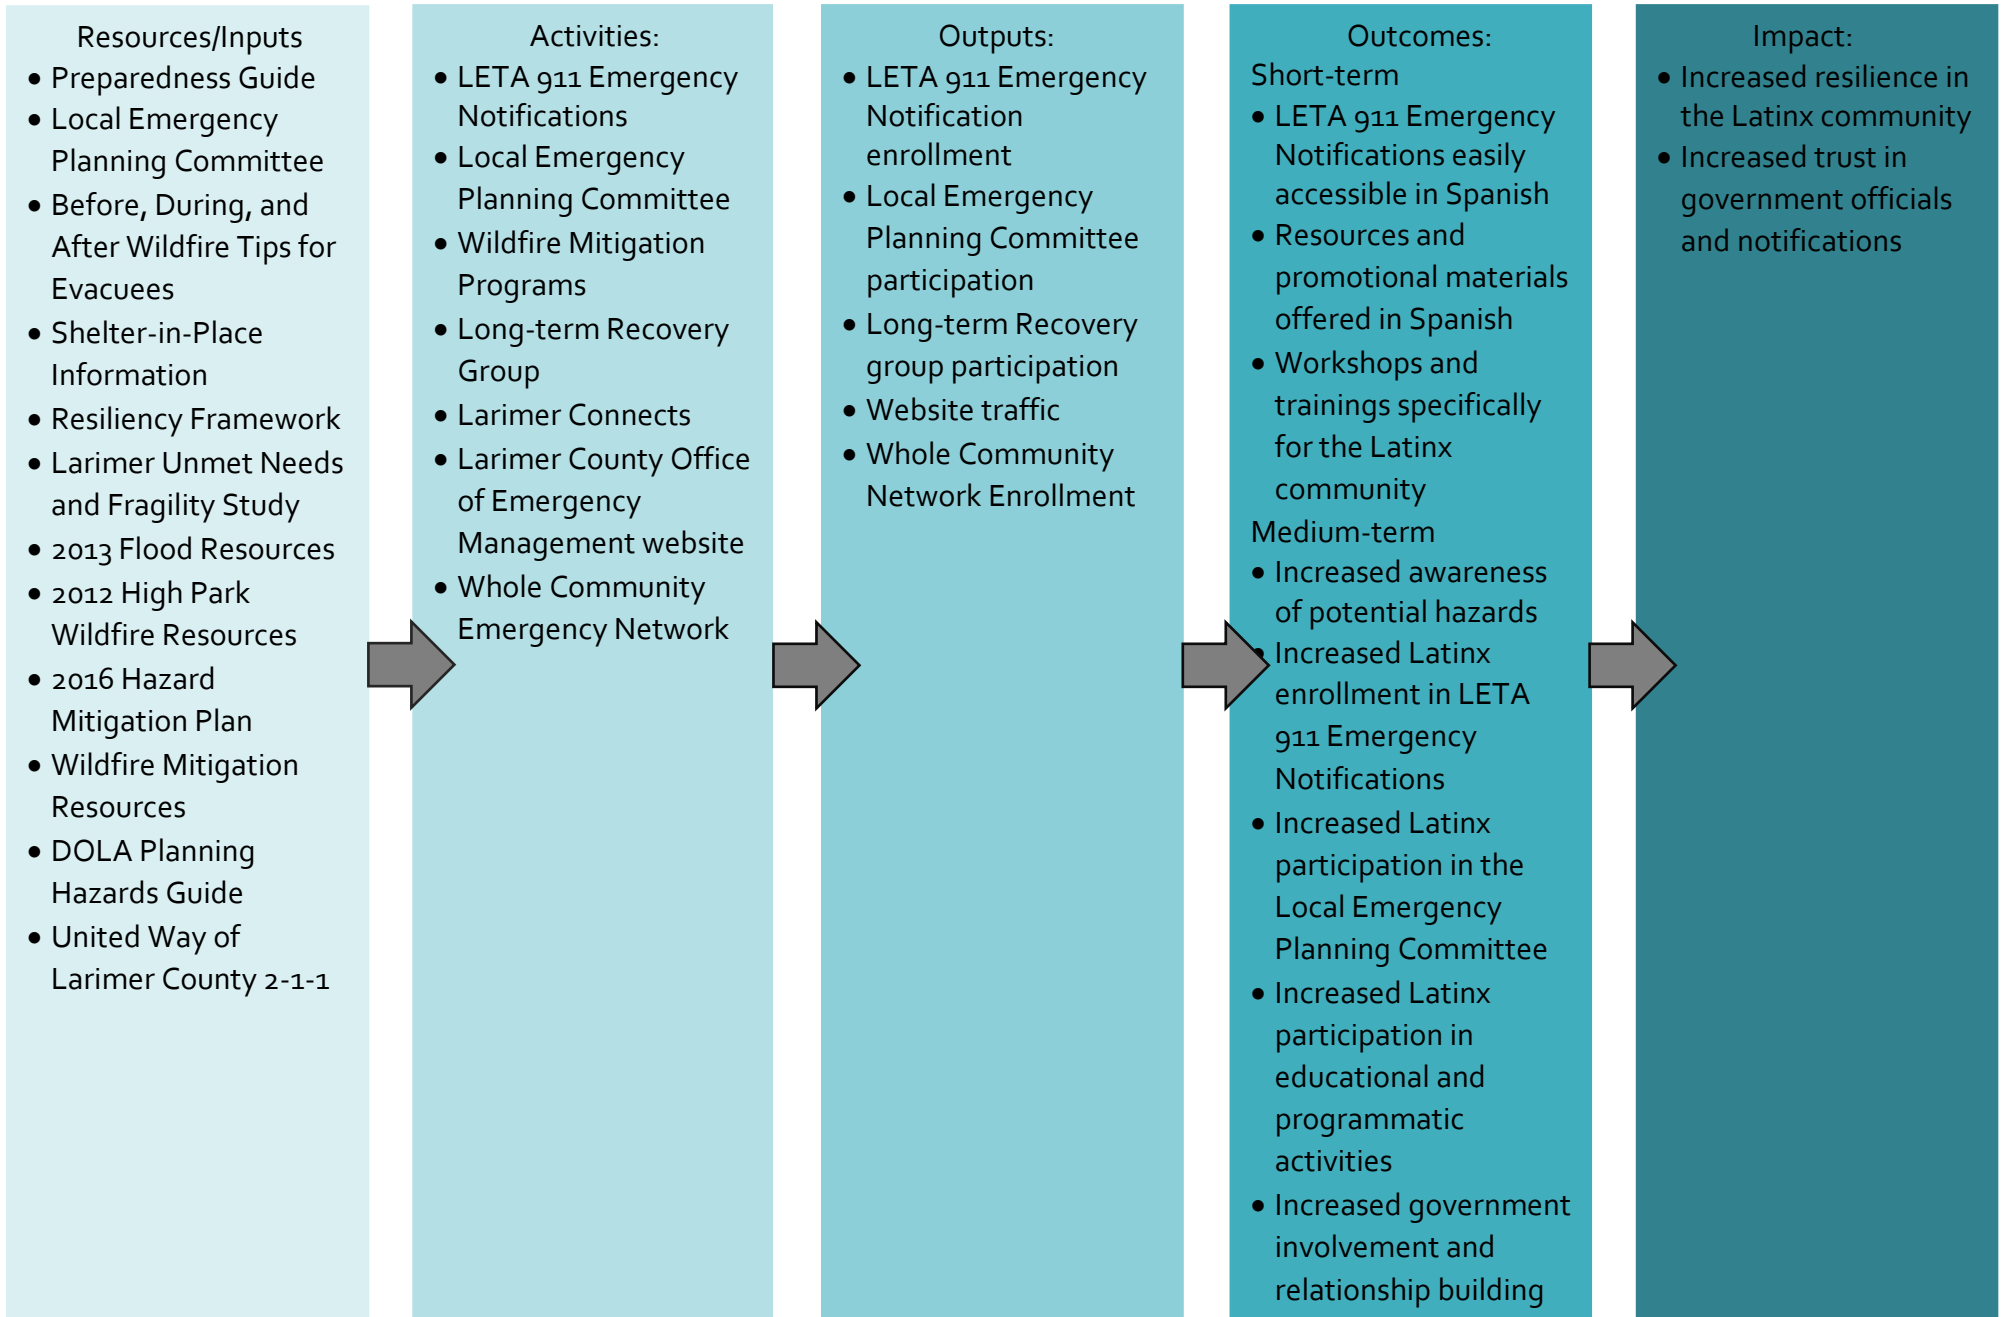 Resources/Inputs
• Preparedness Guide
• Local Emergency
Planning Committee
• Before, During, and
After Wildfire Tips for
Evacuees
• Shelter-in-Place
Information
• Resiliency Framework
• Larimer Unmet Needs
and Fragility Study
• 2013 Flood Resources
• 2012 High Park
Wildfire Resources
• 2016 Hazard
Mitigation Plan
• Wildfire Mitigation
Resources
• DOLA Planning
Hazards Guide
• United Way of
Larimer County 2-1-1
Activities:
• LETA 911 Emergency
Notifications
• Local Emergency
Planning Committee
• Wildfire Mitigation
Programs
• Long-term Recovery
Group
• Larimer Connects
• Larimer County Office
of Emergency
Management website
• Whole Community
Emergency Network
Outputs:
• LETA 911 Emergency
Notification
enrollment
• Local Emergency
Planning Committee
participation
• Long-term Recovery
group participation
• Website traffic
• Whole Community
Network Enrollment
Outcomes:
Short-term
• LETA 911 Emergency
Notifications easily
accessible in Spanish
• Resources and
promotional materials
offered in Spanish
• Workshops and
trainings specifically
for the Latinx
community
Medium-term
• Increased awareness
of potential hazards
• Increased Latinx
enrollment in LETA
911 Emergency
Notifications
• Increased Latinx
participation in the
Local Emergency
Planning Committee
• Increased Latinx
participation in
educational and
programmatic
activities
• Increased government
involvement and
relationship building
Impact:
• Increased resilience in
the Latinx community
• Increased trust in
government officials
and notifications